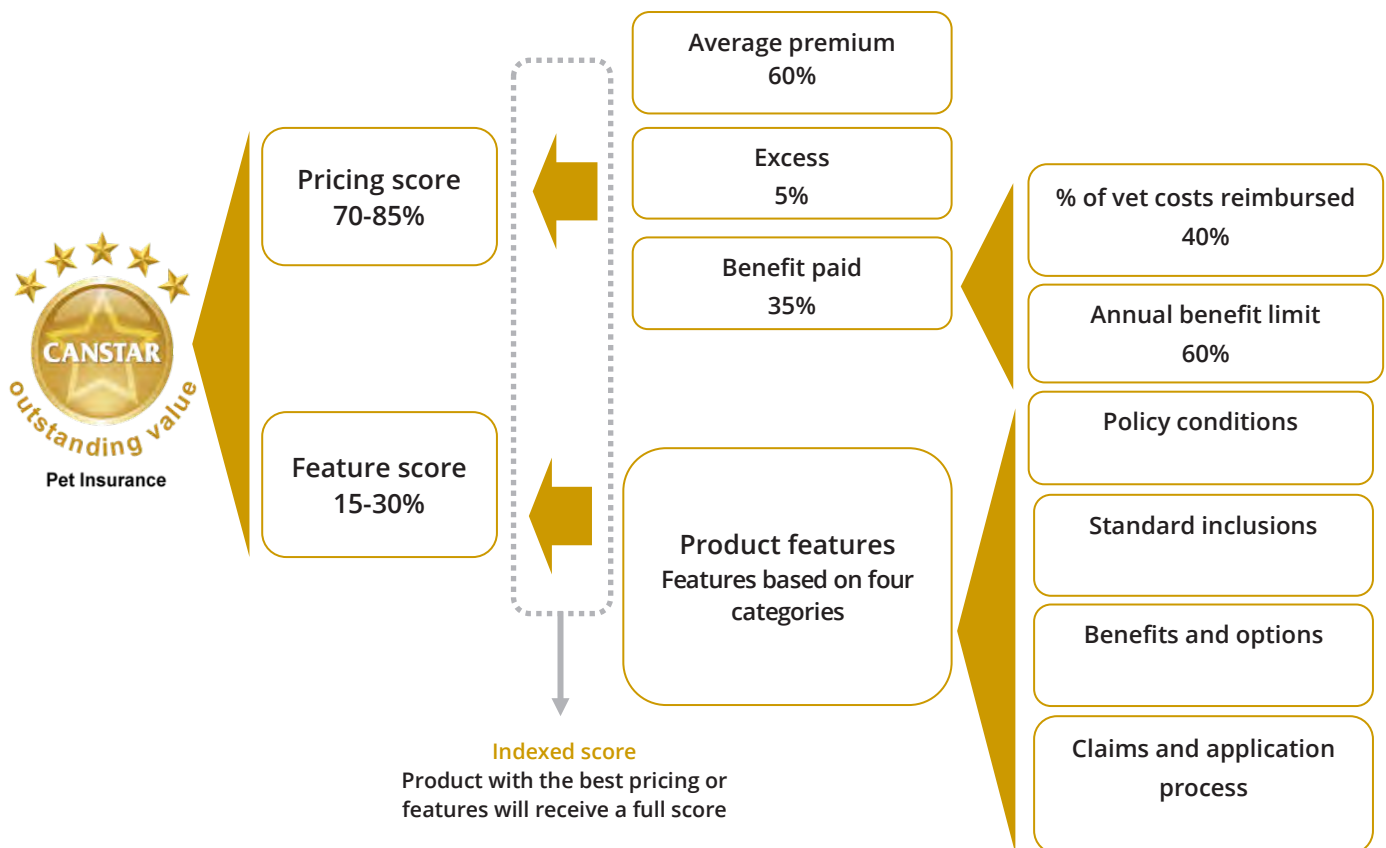 CANSTAR
outstanding value
Pet Insurance
Pricing score
70-85%
Feature score
15-30%
Average premium
60%
Excess
5%
Benefit paid
35%
% of vet costs reimbursed
40%
Annual benefit limit
60%
Product features
Features based on four
categories
Policy conditions
Standard inclusions
Benefits and options
Claims and application
process
Indexed score
Product with the best pricing or
features will receive a full score